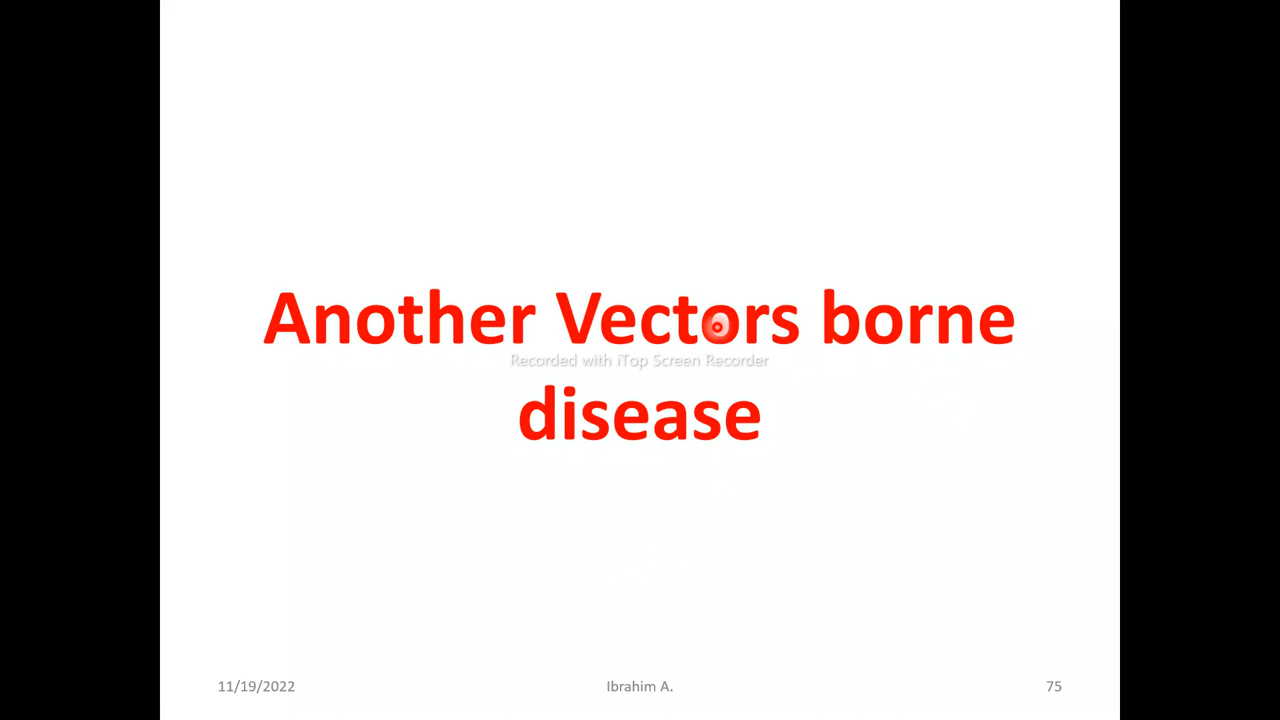 Another Vectors borne
Recorded with iTop Screen Recorder
disease
11/19/2022 Ibrahim A. 75